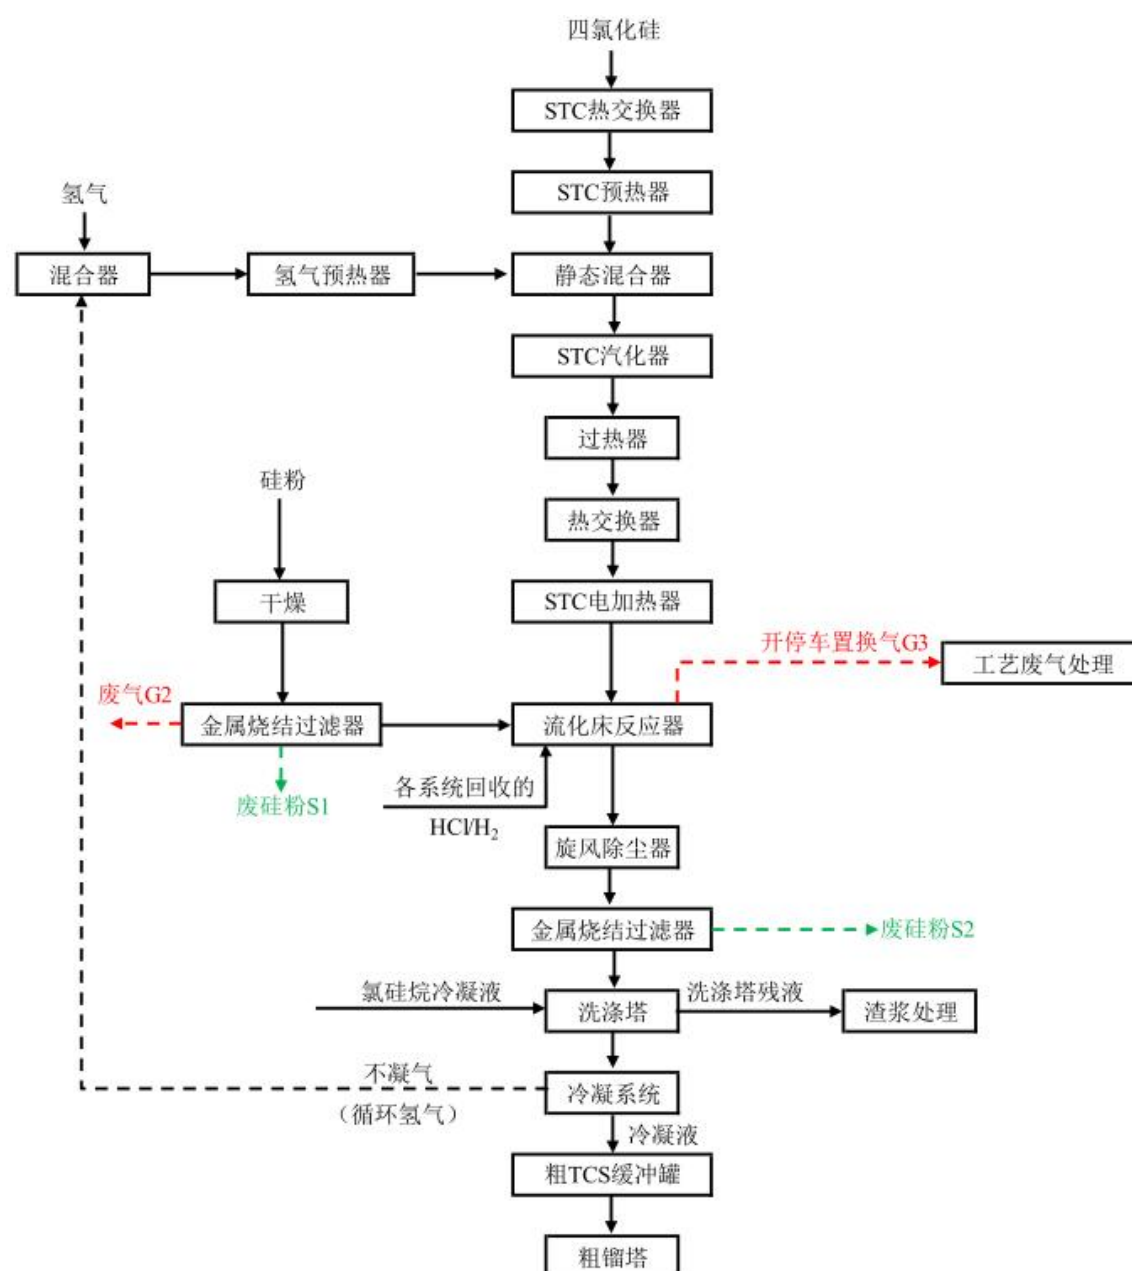 四氯化硅
STC热交换器
STC预热器
氢气
混合器
氢气预热器
静态混合器
STC汽化器
过热器
硅粉
热交换器
干燥
STC电加热器
开停车置换气G3
工艺废气处理
废气G2
金属烧结过滤器
流化床反应器
各系统回收的
HCl/H₂
废硅粉S1
旋风除尘器
金属烧结过滤器
废硅粉S2
氯硅烷冷凝液
洗涤塔
洗涤塔残液
渣浆处理
不凝气
(循环氢气)
冷凝系统
冷凝液
粗TCS缓冲罐
粗镏塔